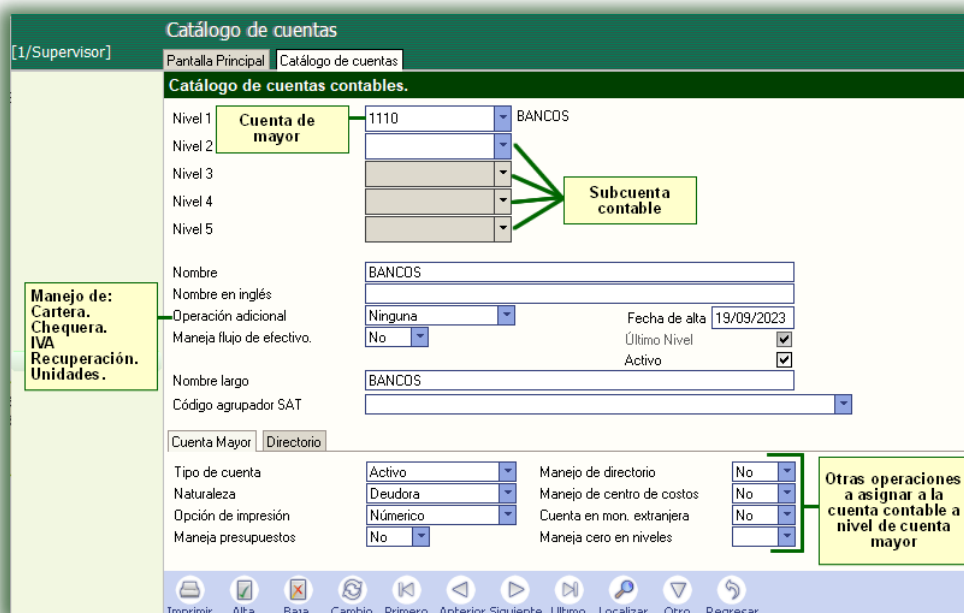 Catálogo de cuentas
[1/Supervisor]
Pantalla Principal Catálogo de cuentas
Catálogo de cuentas contables.
Nivel 1 1110 BANCOS
Cuenta de
mayor
Nivel 2
Nivel 3
Nivel 4
Nivel 5
Subcuenta
contable
Nombre BANCOS
Nombre en inglés
Operación adicional Ninguna Fecha de alta 19/09/2023
Maneja flujo de efectivo. No Último Nivel
Activo
Manejo de:
Cartera.
Chequera.
IVA
Recuperación.
Unidades.
Nombre largo BANCOS
Código agrupador SAT
Cuenta Mayor Directorio
Tipo de cuenta Activo Manejo de directorio No
Naturaleza Deudora Manejo de centro de costos No
Opción de impresión Númerico Cuenta en mon. extranjera No
Maneja presupuestos No Maneja cero en niveles
Otras operaciones
a asignar a la
cuenta contable a
nivel de cuenta
mayor
Imprimir Alta Baja Cambio Primero Anterior Siguiente Ultimo Localizar Otro Regresar